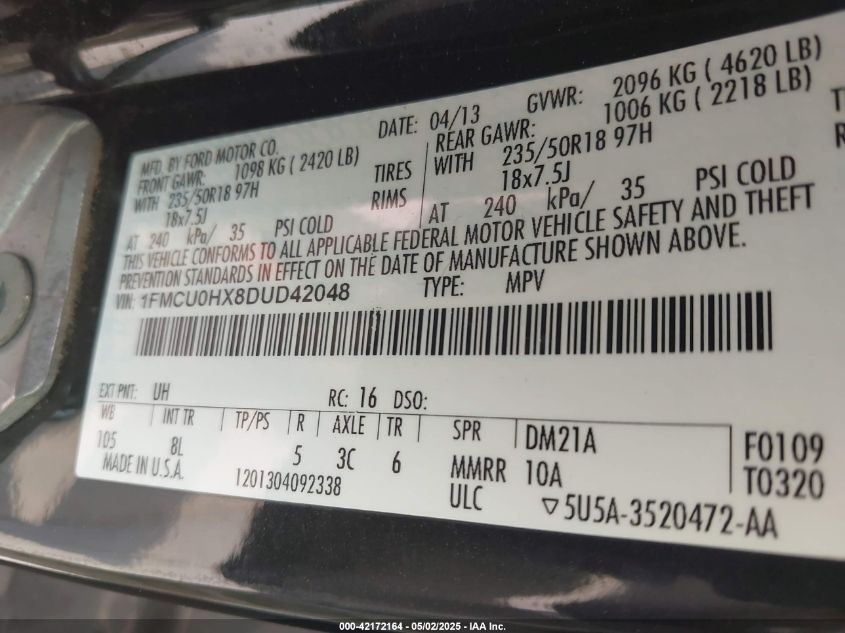 MFD. BY FORD MOTOR CO.
DATE: 04/13 GVWR: 2096 KG ( 4620 LB)
FRONT GAWR: 1098 KG ( 2420 LB)
REAR GAWR: 1006 KG ( 2218 LB)
WITH 235/50R18 97H TIRES WITH 235/50R18 97H
18x7.5J RIMS 18x7.5J
AT 240 kPa/ 35 PSI COLD AT 240 kPa/ 35 PSI COLD
THIS VEHICLE CONFORMS TO ALL APPLICABLE FEDERAL MOTOR VEHICLE SAFETY AND THEFT
PREVENTION STANDARDS IN EFFECT ON THE DATE OF MANUFACTURE SHOWN ABOVE.
VIN: 1FMCU0HX8DUD42048 TYPE: MPV
EXT PNT: UH RC: 16 DSO:
WB INT TR TP/PS R AXLE TR SPR DM21A F0109
105 8L 5 3C 6 MMRR 10A T0320
MADE IN U.S.A. 1201304092338 ULC ▽5U5A-3520472-AA
000-42172164 - 05/02/2025 - IAA Inc.